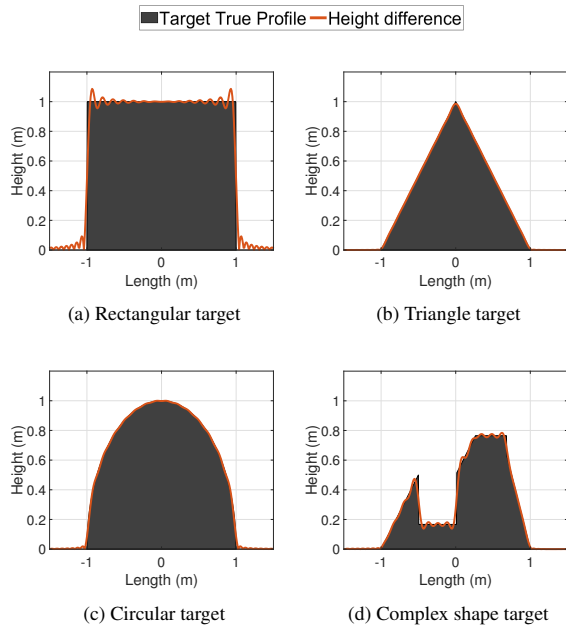 Target True Profile Height difference
1
0.8
0.6
0.4
0.2
0
Height (m)
-1 0 1
Length (m)
(a) Rectangular target
1
0.8
0.6
0.4
0.2
0
Height (m)
-1 0 1
Length (m)
(b) Triangle target
1
0.8
0.6
0.4
0.2
0
Height (m)
-1 0 1
Length (m)
(c) Circular target
1
0.8
0.6
0.4
0.2
0
Height (m)
-1 0 1
Length (m)
(d) Complex shape target